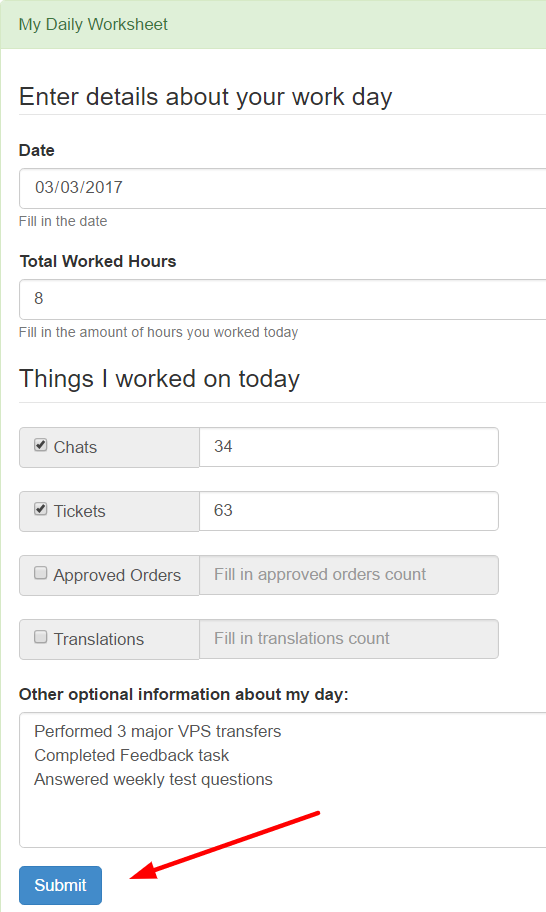 My Daily Worksheet
Enter details about your work day
Date
03/03/2017
Fill in the date
Total Worked Hours
8
Fill in the amount of hours you worked today
Things I worked on today
Chats 34
Tickets 63
Approved Orders Fill in approved orders count
Translations Fill in translations count
Other optional information about my day:
Performed 3 major VPS transfers
Completed Feedback task
Answered weekly test questions
Submit